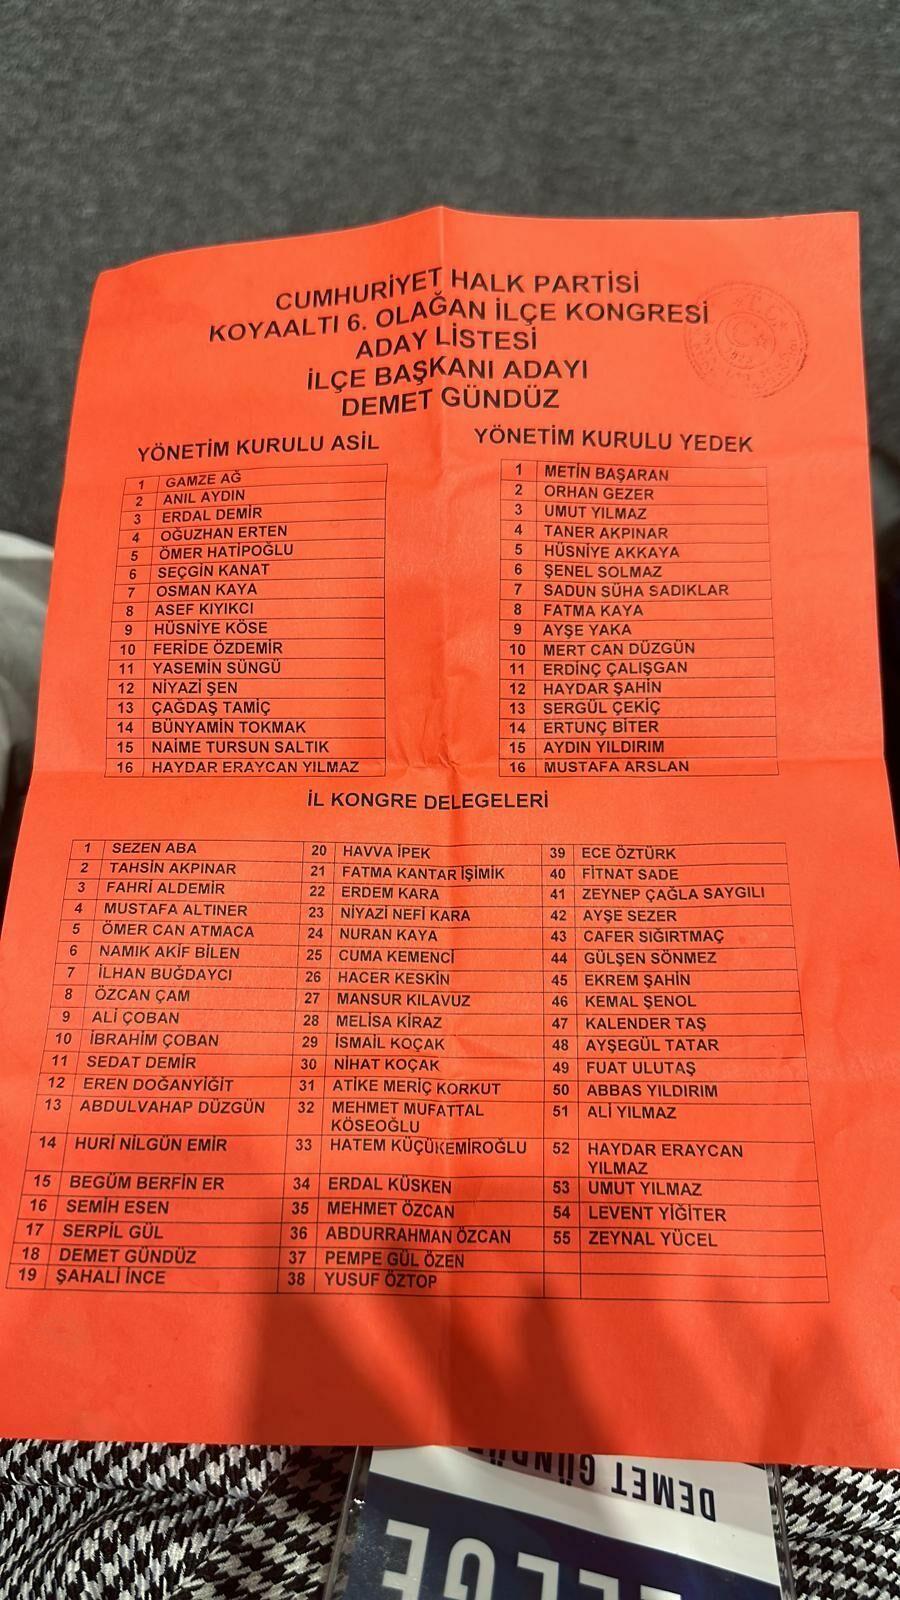 CUMHURİYET HALK PARTİSİ
KOYAALTI 6. OLAĞAN İLÇE KONGRESİ
ADAY LİSTESİ
İLÇE BAŞKANI ADAYI
DEMET GÜNDÜZ
T.C.
YÖNETİM KURULU ASİL
1 GAMZE AĞ
2 ANIL AYDIN
3 ERDAL DEMİR
4 OĞUZHAN ERTEN
5 ÖMER HATİPOĞLU
6 SEÇGİN KANAT
7 OSMAN KAYA
8 ASEF KIYIKCI
9 HÜSNİYE KÖSE
10 FERİDE ÖZDEMİR
11 YASEMİN SÜNGÜ
12 NİYAZİ ŞEN
13 ÇAĞDAŞ TAMİÇ
14 BÜNYAMİN TOKMAK
15 NAİME TURSUN SALTIK
16 HAYDAR ERAYCAN YILMAZ
YÖNETİM KURULU YEDEK
1 METİN BAŞARAN
2 ORHAN GEZER
3 UMUT YILMAZ
4 TANER AKPINAR
5 HÜSNİYE AKKAYA
6 ŞENEL SOLMAZ
7 SADUN SÜHA SADIKLAR
8 FATMA KAYA
9 AYŞE YAKA
10 MERT CAN DÜZGÜN
11 ERDİNÇ ÇALIŞGAN
12 HAYDAR ŞAHİN
13 SERGÜL ÇEKİÇ
14 ERTUNÇ BİTER
15 AYDIN YILDIRIM
16 MUSTAFA ARSLAN
İL KONGRE DELEGELERİ
1 SEZEN ABA
2 TAHSİN AKPINAR
3 FAHRİ ALDEMİR
4 MUSTAFA ALTINER
5 ÖMER CAN ATMACA
6 NAMIK AKİF BİLEN
7 İLHAN BUĞDAYCI
8 ÖZCAN ÇAM
9 ALİ ÇOBAN
10 İBRAHİM ÇOBAN
11 SEDAT DEMİR
12 EREN DOĞANYİĞİT
13 ABDULVAHAP DÜZGÜN
14 HURİ NİLGÜN EMİR
15 BEGÜM BERFİN ER
16 SEMİH ESEN
17 SERPİL GÜL
18 DEMET GÜNDÜZ
19 ŞAHALİ İNCE
20 HAVVA İPEK
21 FATMA KANTAR İŞİMİK
22 ERDEM KARA
23 NİYAZİ NEFİ KARA
24 NURAN KAYA
25 CUMA KEMENCİ
26 HACER KESKİN
27 MANSUR KILAVUZ
28 MELİSA KİRAZ
29 İSMAİL KOÇAK
30 NİHAT KOÇAK
31 ATİKE MERİÇ KORKUT
32 MEHMET MUFATTAL
KÖSEOĞLU
33 HATEM KÜÇÜKEMİROĞLU
34 ERDAL KÜSKEN
35 MEHMET ÖZCAN
36 ABDURRAHMAN ÖZCAN
37 PEMPE GÜL ÖZEN
38 YUSUF ÖZTOP
39 ECE ÖZTÜRK
40 FİTNAT SADE
41 ZEYNEP ÇAĞLA SAYGILI
42 AYŞE SEZER
43 CAFER SIĞIRTMAÇ
44 GÜLŞEN SÖNMEZ
45 EKREM ŞAHİN
46 KEMAL ŞENOL
47 KALENDER TAŞ
48 AYŞEGÜL TATAR
49 FUAT ULUTAŞ
50 ABBAS YILDIRIM
51 ALİ YILMAZ
52 HAYDAR ERAYCAN
YILMAZ
53 UMUT YILMAZ
54 LEVENT YİĞİTER
55 ZEYNAL YÜCEL
DEMET GÜNDÜZ